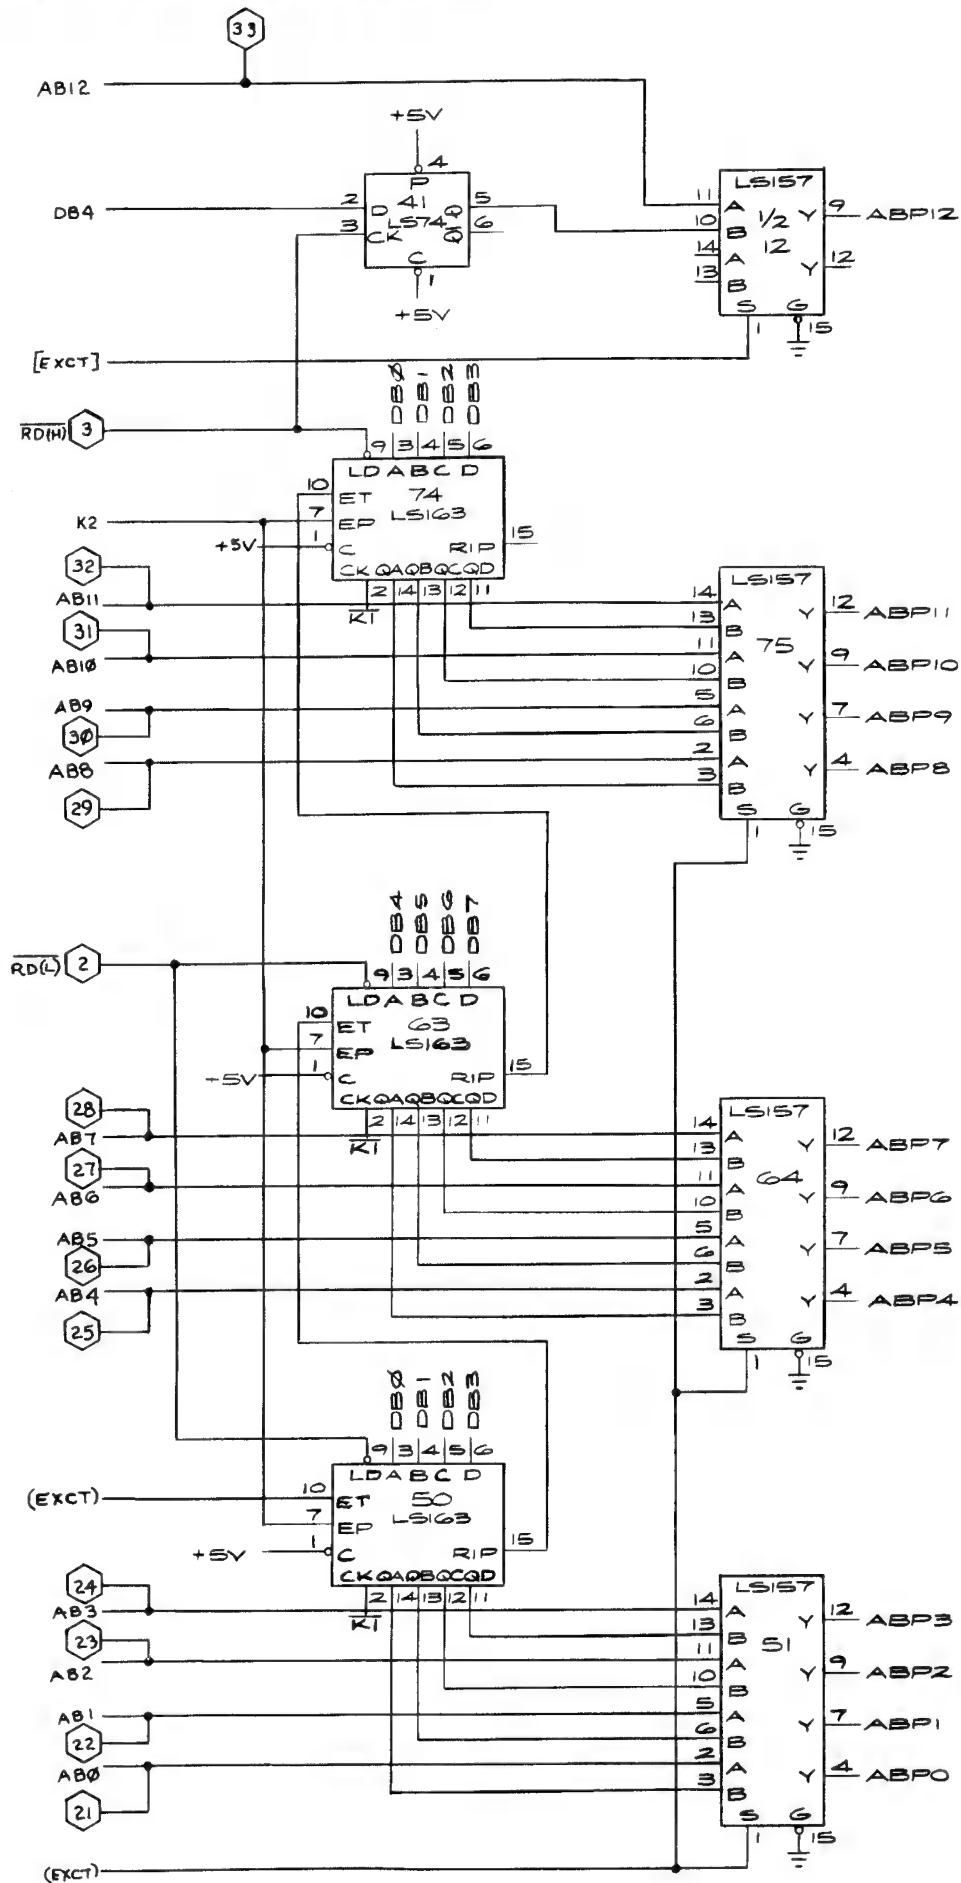 33
AB12
+5V
4
P
2 D 41 Q 5
DB4
LS74
3 CK Q̅ 6
C
1
+5V
LS157
11 A Y 9 ABP12
10 B 1/2
14 A 12
13 B Y 12
S G
1 15
[EXCT]
DBØ DB1 DB2 DB3
R̅D̅(̅H̅)̅ 3
9 3 4 5 6
LD A B C D
10 ET 74
K2
7 EP LS163
+5V 1 C RIP 15
CK QA QB QC QD
2 14 13 12 11
K̅1̅
32
AB11
31
AB1Ø
AB9
3Ø
AB8
29
LS157
14 A Y 12 ABP11
13 B
11 A 75 Y 9 ABP10
10 B
5 A Y 7 ABP9
6 B
2 A Y 4 ABP8
3 B
S G
1 15
DB4 DB5 DB6 DB7
R̅D̅(̅L̅)̅ 2
9 3 4 5 6
LD A B C D
10 ET 63
7 EP LS163
+5V 1 C RIP 15
CK QA QB QC QD
2 14 13 12 11
K̅1̅
28
AB7
27
AB6
AB5
26
AB4
25
LS157
14 A Y 12 ABP7
13 B
11 A 64 Y 9 ABP6
10 B
5 A Y 7 ABP5
6 B
2 A Y 4 ABP4
3 B
S G
1 15
DBØ DB1 DB2 DB3
9 3 4 5 6
LD A B C D
(EXCT) 10 ET 50
7 EP LS163
+5V 1 C RIP 15
CK QA QB QC QD
2 14 13 12 11
K̅1̅
24
AB3
23
AB2
AB1
22
ABØ
21
LS157
14 A Y 12 ABP3
13 B
11 A 51 Y 9 ABP2
10 B
5 A Y 7 ABP1
6 B
2 A Y 4 ABP0
3 B
S G
1 15
(EXCT)